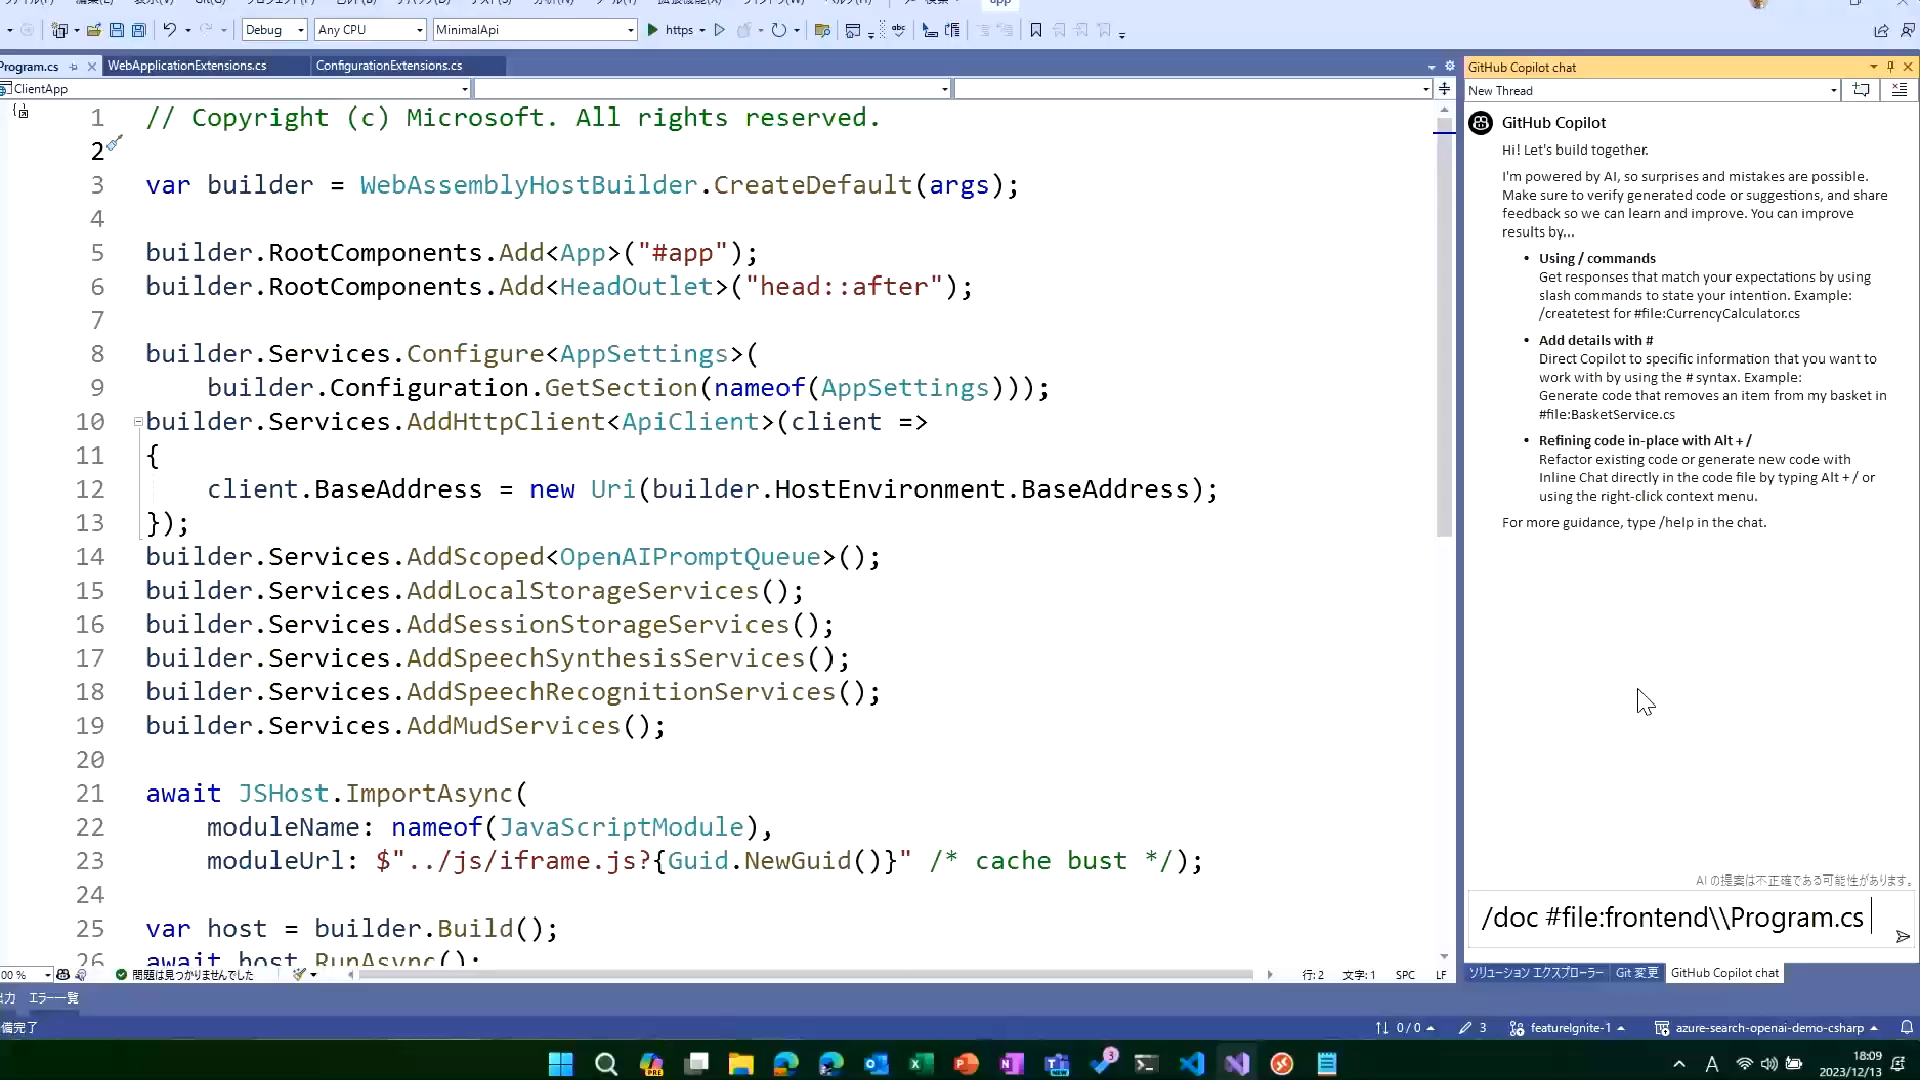 app
Debug
Any CPU
MinimalApi
https
Program.cs
WebApplicationExtensions.cs
ConfigurationExtensions.cs
ClientApp
1 // Copyright (c) Microsoft. All rights reserved.
2
3 var builder = WebAssemblyHostBuilder.CreateDefault(args);
4
5 builder.RootComponents.Add<App>("#app");
6 builder.RootComponents.Add<HeadOutlet>("head::after");
7
8 builder.Services.Configure<AppSettings>(
9 builder.Configuration.GetSection(nameof(AppSettings)));
10 builder.Services.AddHttpClient<ApiClient>(client =>
11 {
12 client.BaseAddress = new Uri(builder.HostEnvironment.BaseAddress);
13 });
14 builder.Services.AddScoped<OpenAIPromptQueue>();
15 builder.Services.AddLocalStorageServices();
16 builder.Services.AddSessionStorageServices();
17 builder.Services.AddSpeechSynthesisServices();
18 builder.Services.AddSpeechRecognitionServices();
19 builder.Services.AddMudServices();
20
21 await JSHost.ImportAsync(
22 moduleName: nameof(JavaScriptModule),
23 moduleUrl: $"../js/iframe.js?{Guid.NewGuid()}" /* cache bust */);
24
25 var host = builder.Build();
26 await host.RunAsync();
00 %
問題は見つかりませんでした
行: 2
文字: 1
SPC
LF
GitHub Copilot chat
New Thread
GitHub Copilot
Hi! Let's build together.
I'm powered by AI, so surprises and mistakes are possible.
Make sure to verify generated code or suggestions, and share
feedback so we can learn and improve. You can improve
results by...
• Using / commands
Get responses that match your expectations by using
slash commands to state your intention. Example:
/createtest for #file:CurrencyCalculator.cs
• Add details with #
Direct Copilot to specific information that you want to
work with by using the # syntax. Example:
Generate code that removes an item from my basket in
#file:BasketService.cs
• Refining code in-place with Alt + /
Refactor existing code or generate new code with
Inline Chat directly in the code file by typing Alt + / or
using the right-click context menu.
For more guidance, type /help in the chat.
AI の提案は不正確である可能性があります。
/doc #file:frontend\\Program.cs
ソリューション エクスプローラー
Git 変更
GitHub Copilot chat
力
エラー一覧
備完了
0 / 0
3
featureIgnite-1
azure-search-openai-demo-csharp
3
A
18:09
2023/12/13